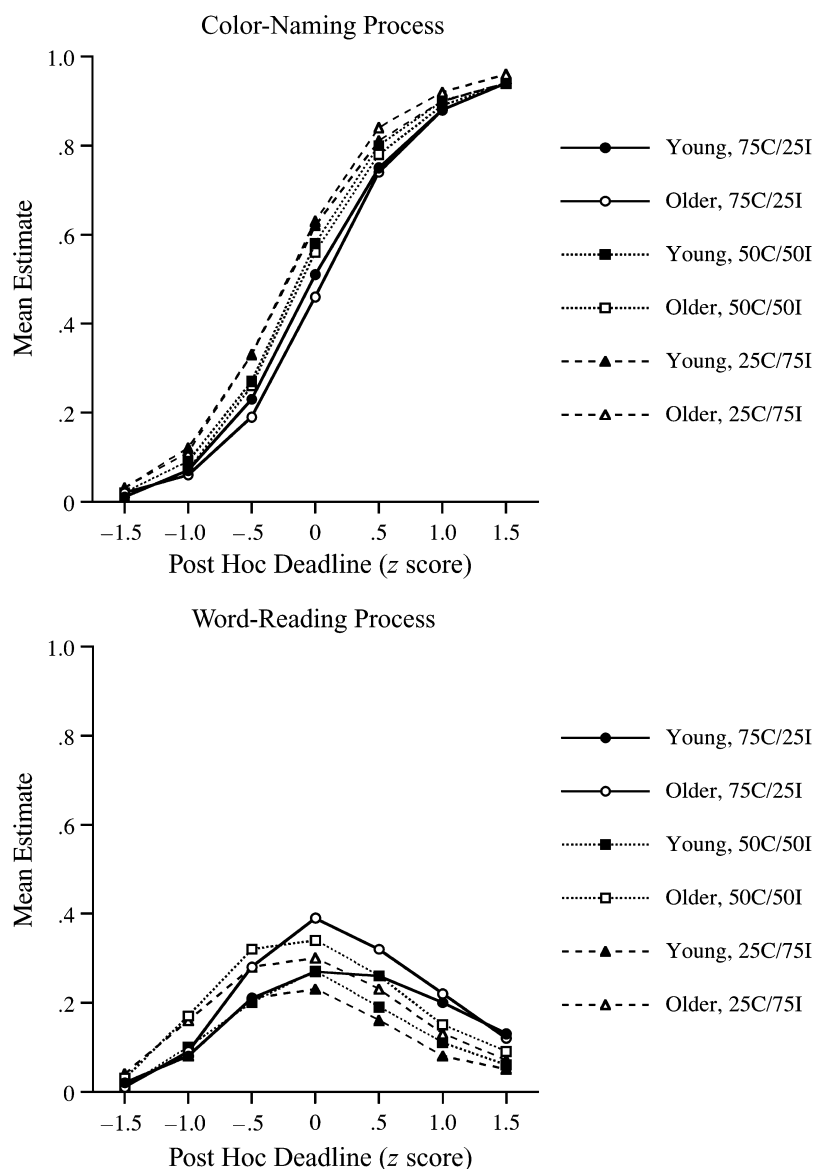 Color-Naming Process
1.0
.8
.6
.4
.2
0
Mean Estimate
–1.5 –1.0 –.5 0 .5 1.0 1.5
Post Hoc Deadline (z score)
Young, 75C/25I
Older, 75C/25I
Young, 50C/50I
Older, 50C/50I
Young, 25C/75I
Older, 25C/75I
Word-Reading Process
1.0
.8
.6
.4
.2
0
Mean Estimate
–1.5 –1.0 –.5 0 .5 1.0 1.5
Post Hoc Deadline (z score)
Young, 75C/25I
Older, 75C/25I
Young, 50C/50I
Older, 50C/50I
Young, 25C/75I
Older, 25C/75I